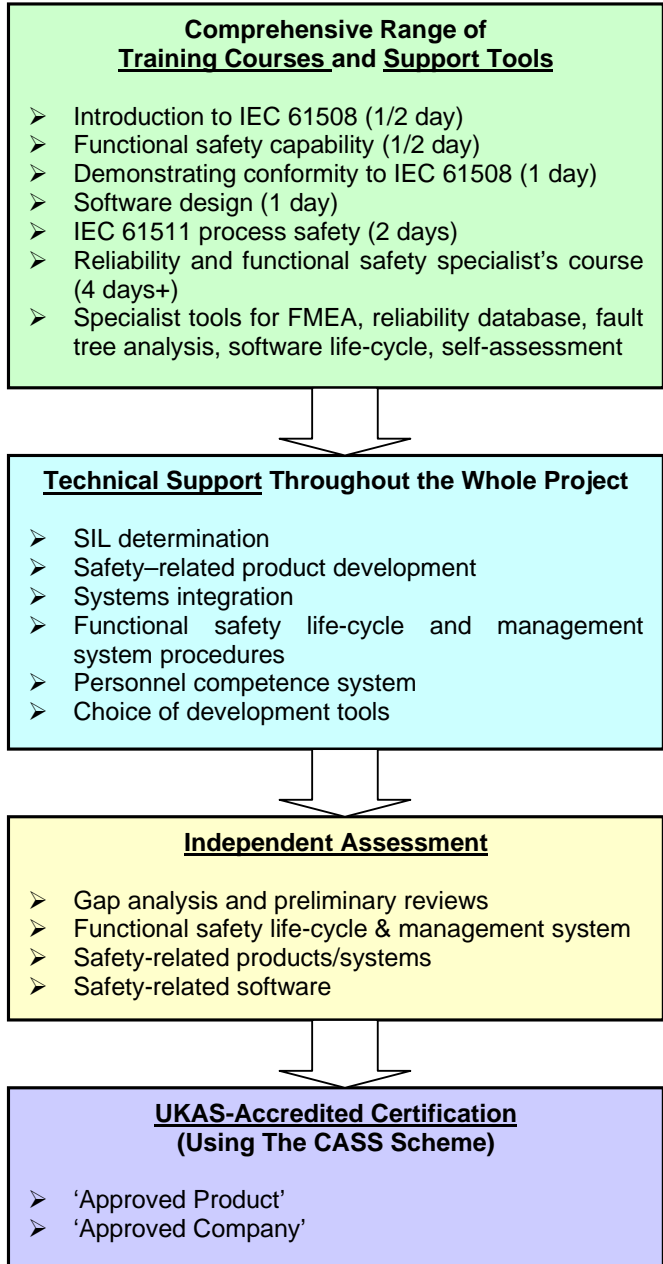 Comprehensive Range of
Training Courses and Support Tools
➢ Introduction to IEC 61508 (1/2 day)
➢ Functional safety capability (1/2 day)
➢ Demonstrating conformity to IEC 61508 (1 day)
➢ Software design (1 day)
➢ IEC 61511 process safety (2 days)
➢ Reliability and functional safety specialist's course
(4 days+)
➢ Specialist tools for FMEA, reliability database, fault
tree analysis, software life-cycle, self-assessment
Technical Support Throughout the Whole Project
➢ SIL determination
➢ Safety–related product development
➢ Systems integration
➢ Functional safety life-cycle and management
system procedures
➢ Personnel competence system
➢ Choice of development tools
Independent Assessment
➢ Gap analysis and preliminary reviews
➢ Functional safety life-cycle & management system
➢ Safety-related products/systems
➢ Safety-related software
UKAS-Accredited Certification
(Using The CASS Scheme)
➢ ‘Approved Product’
➢ ‘Approved Company’